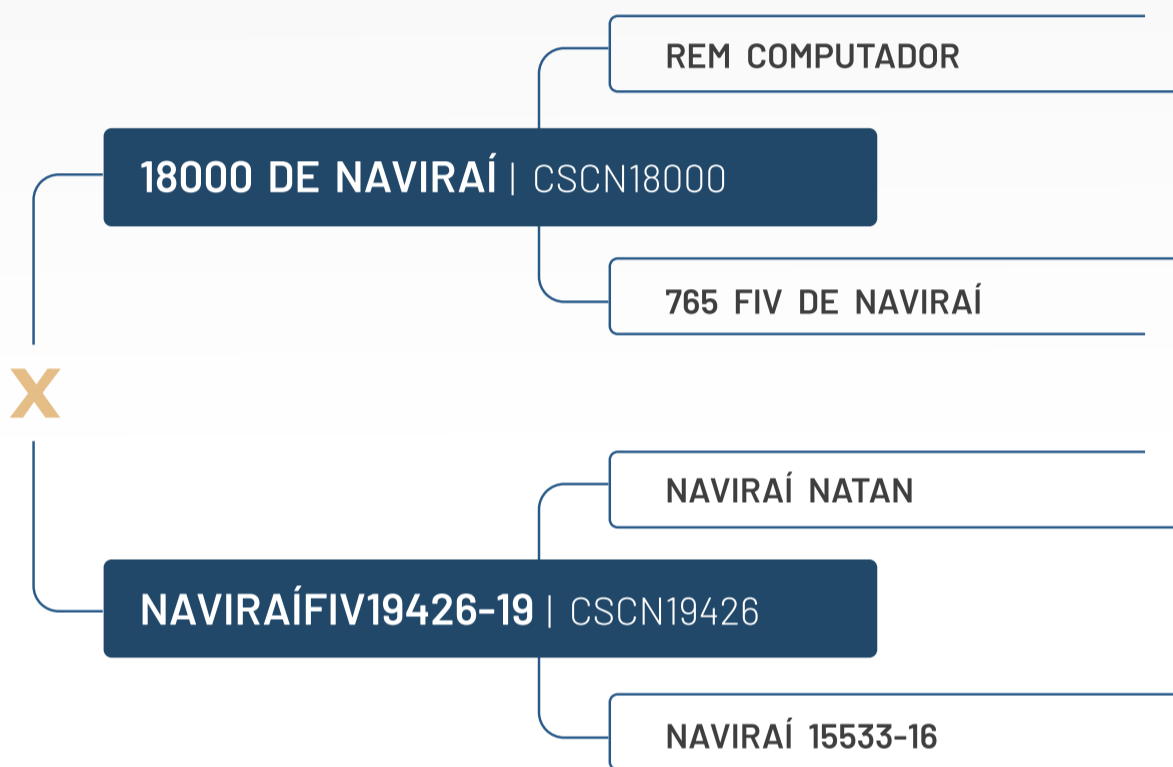 REM COMPUTADOR
18000 DE NAVIRAÍ | CSCN18000
765 FIV DE NAVIRAÍ
X
NAVIRAÍ NATAN
NAVIRAÍFIV19426-19 | CSCN19426
NAVIRAÍ 15533-16